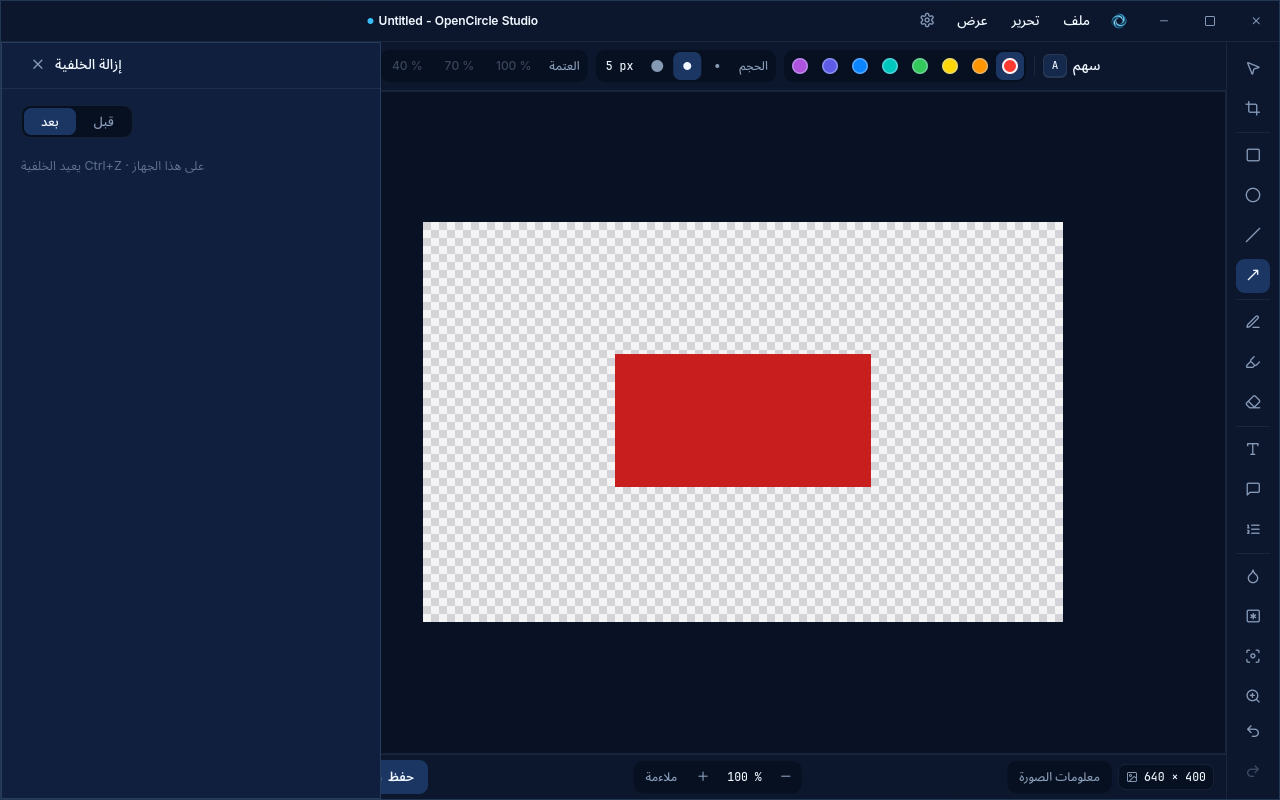 ملف تحرير عرض
Untitled - OpenCircle Studio
سهم A
الحجم 5 px
العتمة 100 % 70 % 40 %
إزالة الخلفية
قبل بعد
على هذا الجهاز · Ctrl+Z يعيد الخلفية
640 × 400
معلومات الصورة
100 %
ملاءمة
حفظ